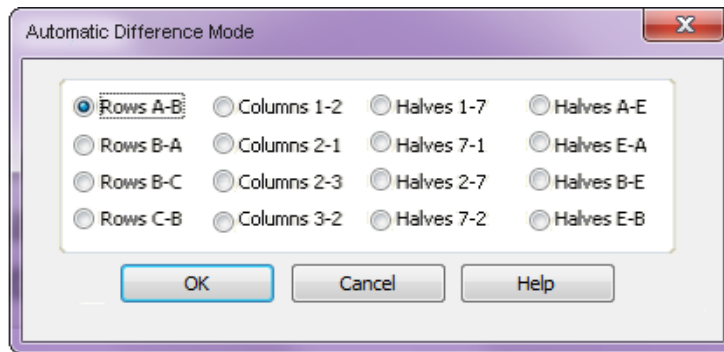 Automatic Difference Mode
X
Rows A-B Columns 1-2 Halves 1-7 Halves A-E
Rows B-A Columns 2-1 Halves 7-1 Halves E-A
Rows B-C Columns 2-3 Halves 2-7 Halves B-E
Rows C-B Columns 3-2 Halves 7-2 Halves E-B
OK Cancel Help